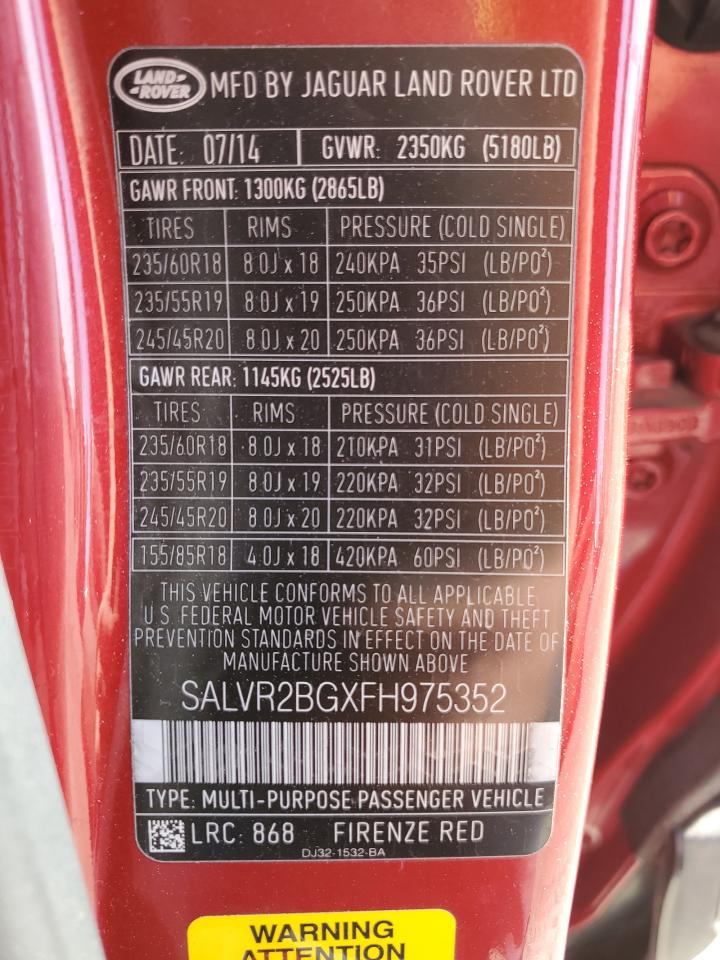 LAND ROVER MFD BY JAGUAR LAND ROVER LTD
DATE: 07/14 GVWR: 2350KG (5180LB)
GAWR FRONT: 1300KG (2865LB)
TIRES RIMS PRESSURE (COLD SINGLE)
235/60R18 8.0J x 18 240KPA 35PSI (LB/PO²)
235/55R19 8.0J x 19 250KPA 36PSI (LB/PO²)
245/45R20 8.0J x 20 250KPA 36PSI (LB/PO²)
GAWR REAR: 1145KG (2525LB)
TIRES RIMS PRESSURE (COLD SINGLE)
235/60R18 8.0J x 18 210KPA 31PSI (LB/PO²)
235/55R19 8.0J x 19 220KPA 32PSI (LB/PO²)
245/45R20 8.0J x 20 220KPA 32PSI (LB/PO²)
155/85R18 4.0J x 18 420KPA 60PSI (LB/PO²)
THIS VEHICLE CONFORMS TO ALL APPLICABLE
U.S. FEDERAL MOTOR VEHICLE SAFETY AND THEFT
PREVENTION STANDARDS IN EFFECT ON THE DATE OF
MANUFACTURE SHOWN ABOVE
SALVR2BGXFH975352
TYPE: MULTI-PURPOSE PASSENGER VEHICLE
LRC: 868 FIRENZE RED
DJ32-1532-BA
WARNING
ATTENTION